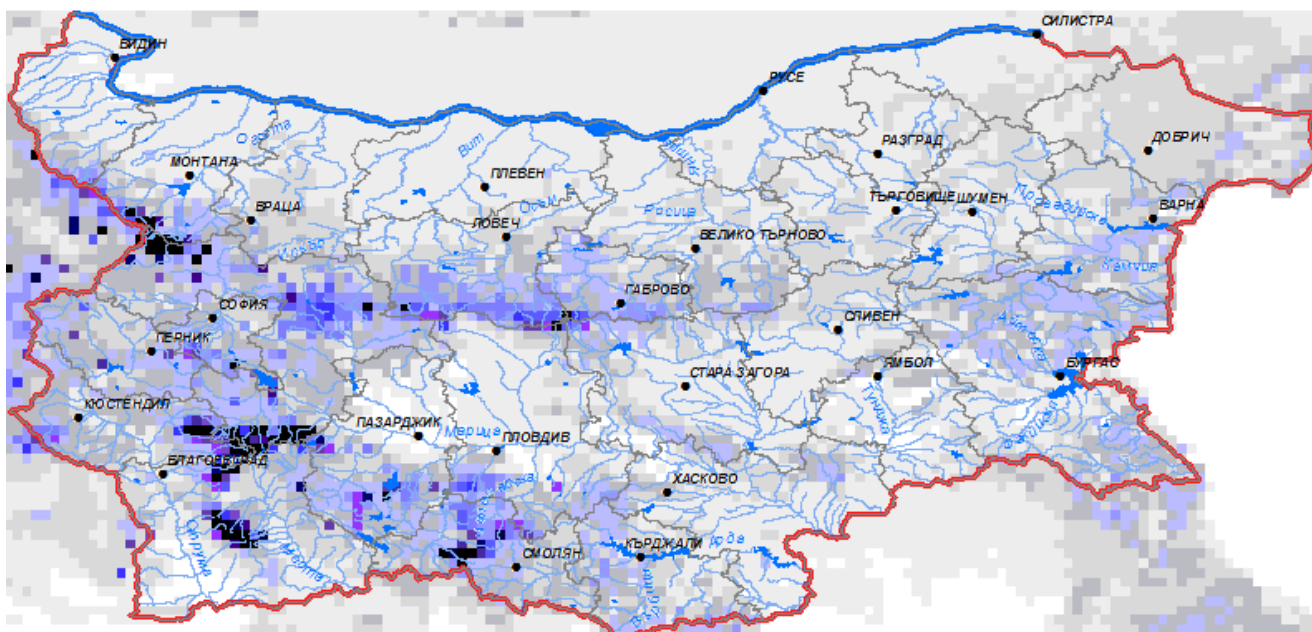 СИЛИСТРА
ВИДИН
РУСЕ
Огоста
Вит
ДОБРИЧ
РАЗГРАД
МОНТАНА
ПЛЕВЕН
ТЪРГОВИЩЕ
ШУМЕН
Провадийска
ВРАЦА
Осъм
Росица
ВАРНА
ЛОВЕЧ
ВЕЛИКО ТЪРНОВО
Искър
Камчия
ГАБРОВО
СОФИЯ
СЛИВЕН
ПЕРНИК
ЯМБОЛ
БУРГАС
СТАРА ЗАГОРА
КЮСТЕНДИЛ
Тунджа
ПАЗАРДЖИК
Марица
ПЛОВДИВ
БЛАГОЕВГРАД
ХАСКОВО
Струма
Места
КЪРДЖАЛИ
СМОЛЯН